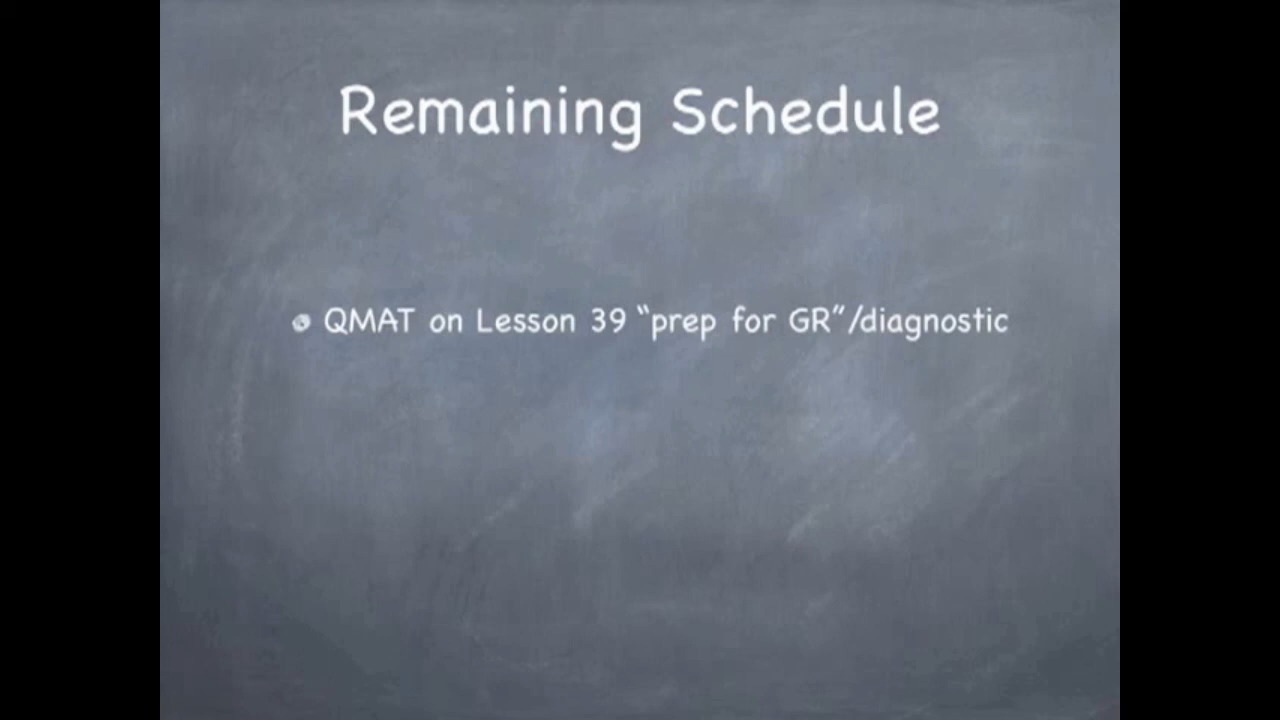 Remaining Schedule
QMAT on Lesson 39 “prep for GR”/diagnostic